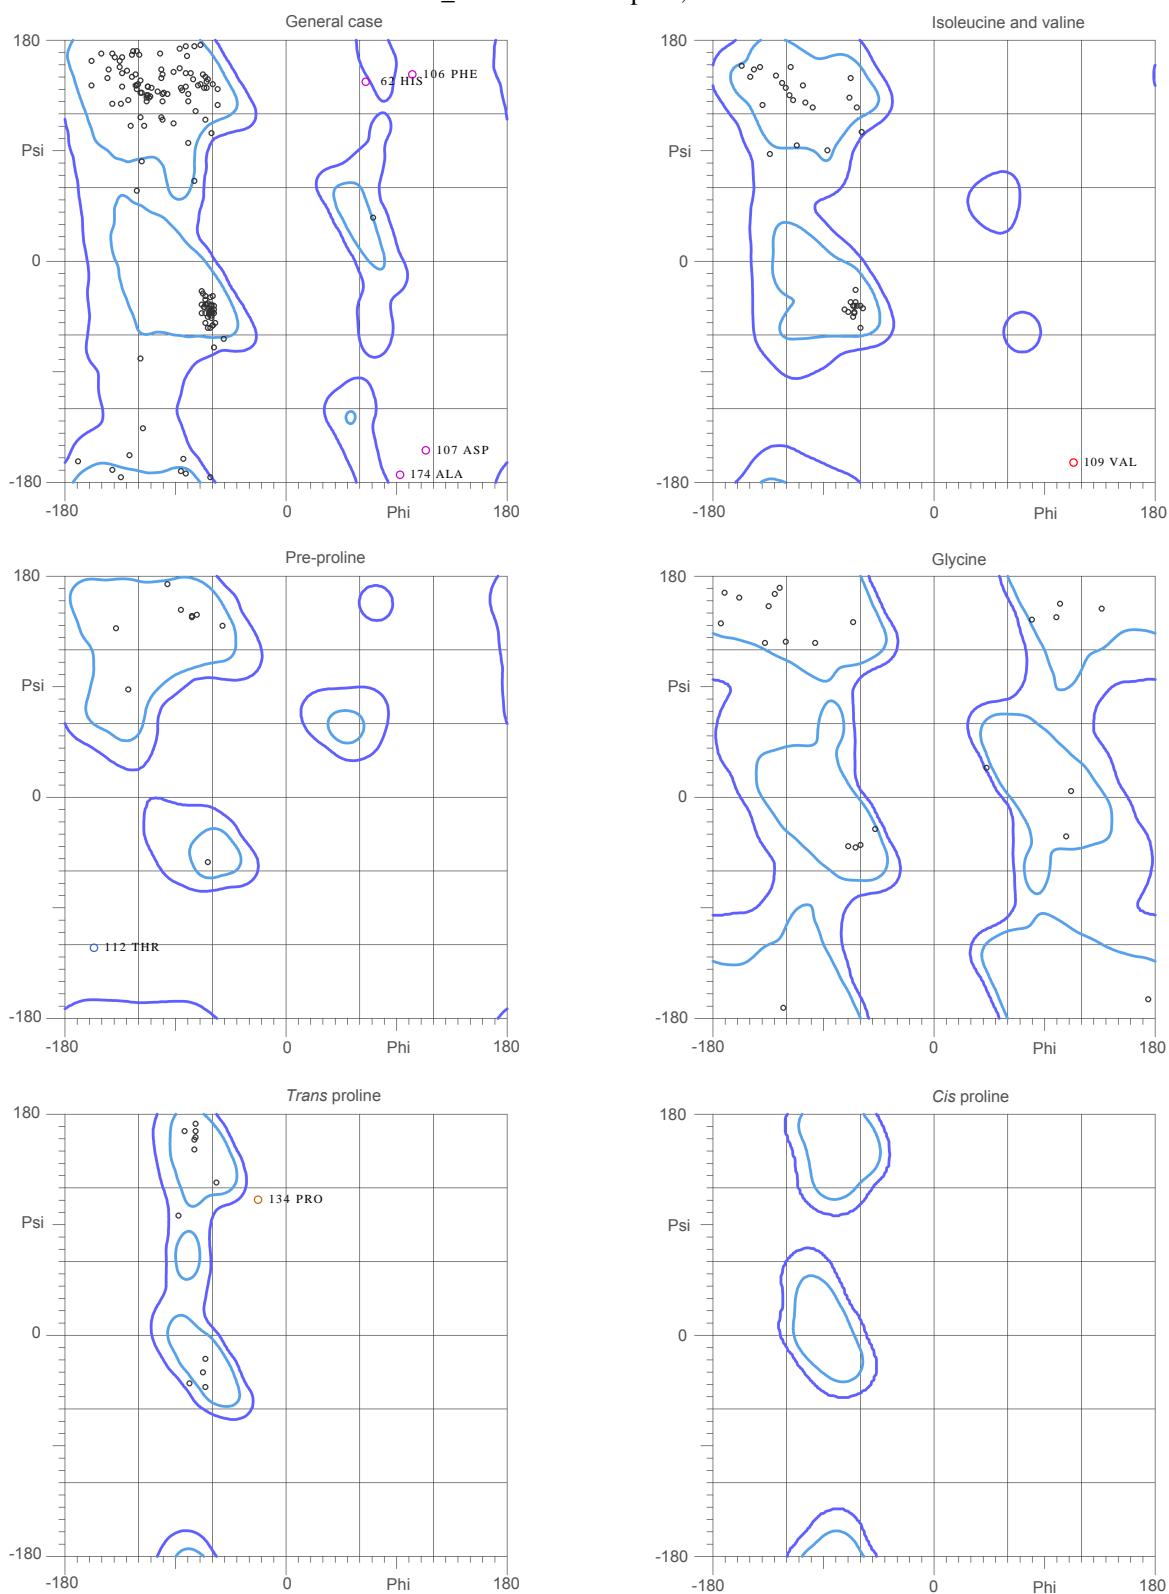 General case
180
Psi
0
-180
-180
0
Phi
180
62 HIS
106 PHE
107 ASP
174 ALA
Isoleucine and valine
180
Psi
0
-180
-180
0
Phi
180
109 VAL
Pre-proline
180
Psi
0
-180
-180
0
Phi
180
112 THR
Glycine
180
Psi
0
-180
-180
0
Phi
180
Trans proline
180
Psi
0
-180
-180
0
Phi
180
134 PRO
Cis proline
180
Psi
0
-180
-180
0
Phi
180